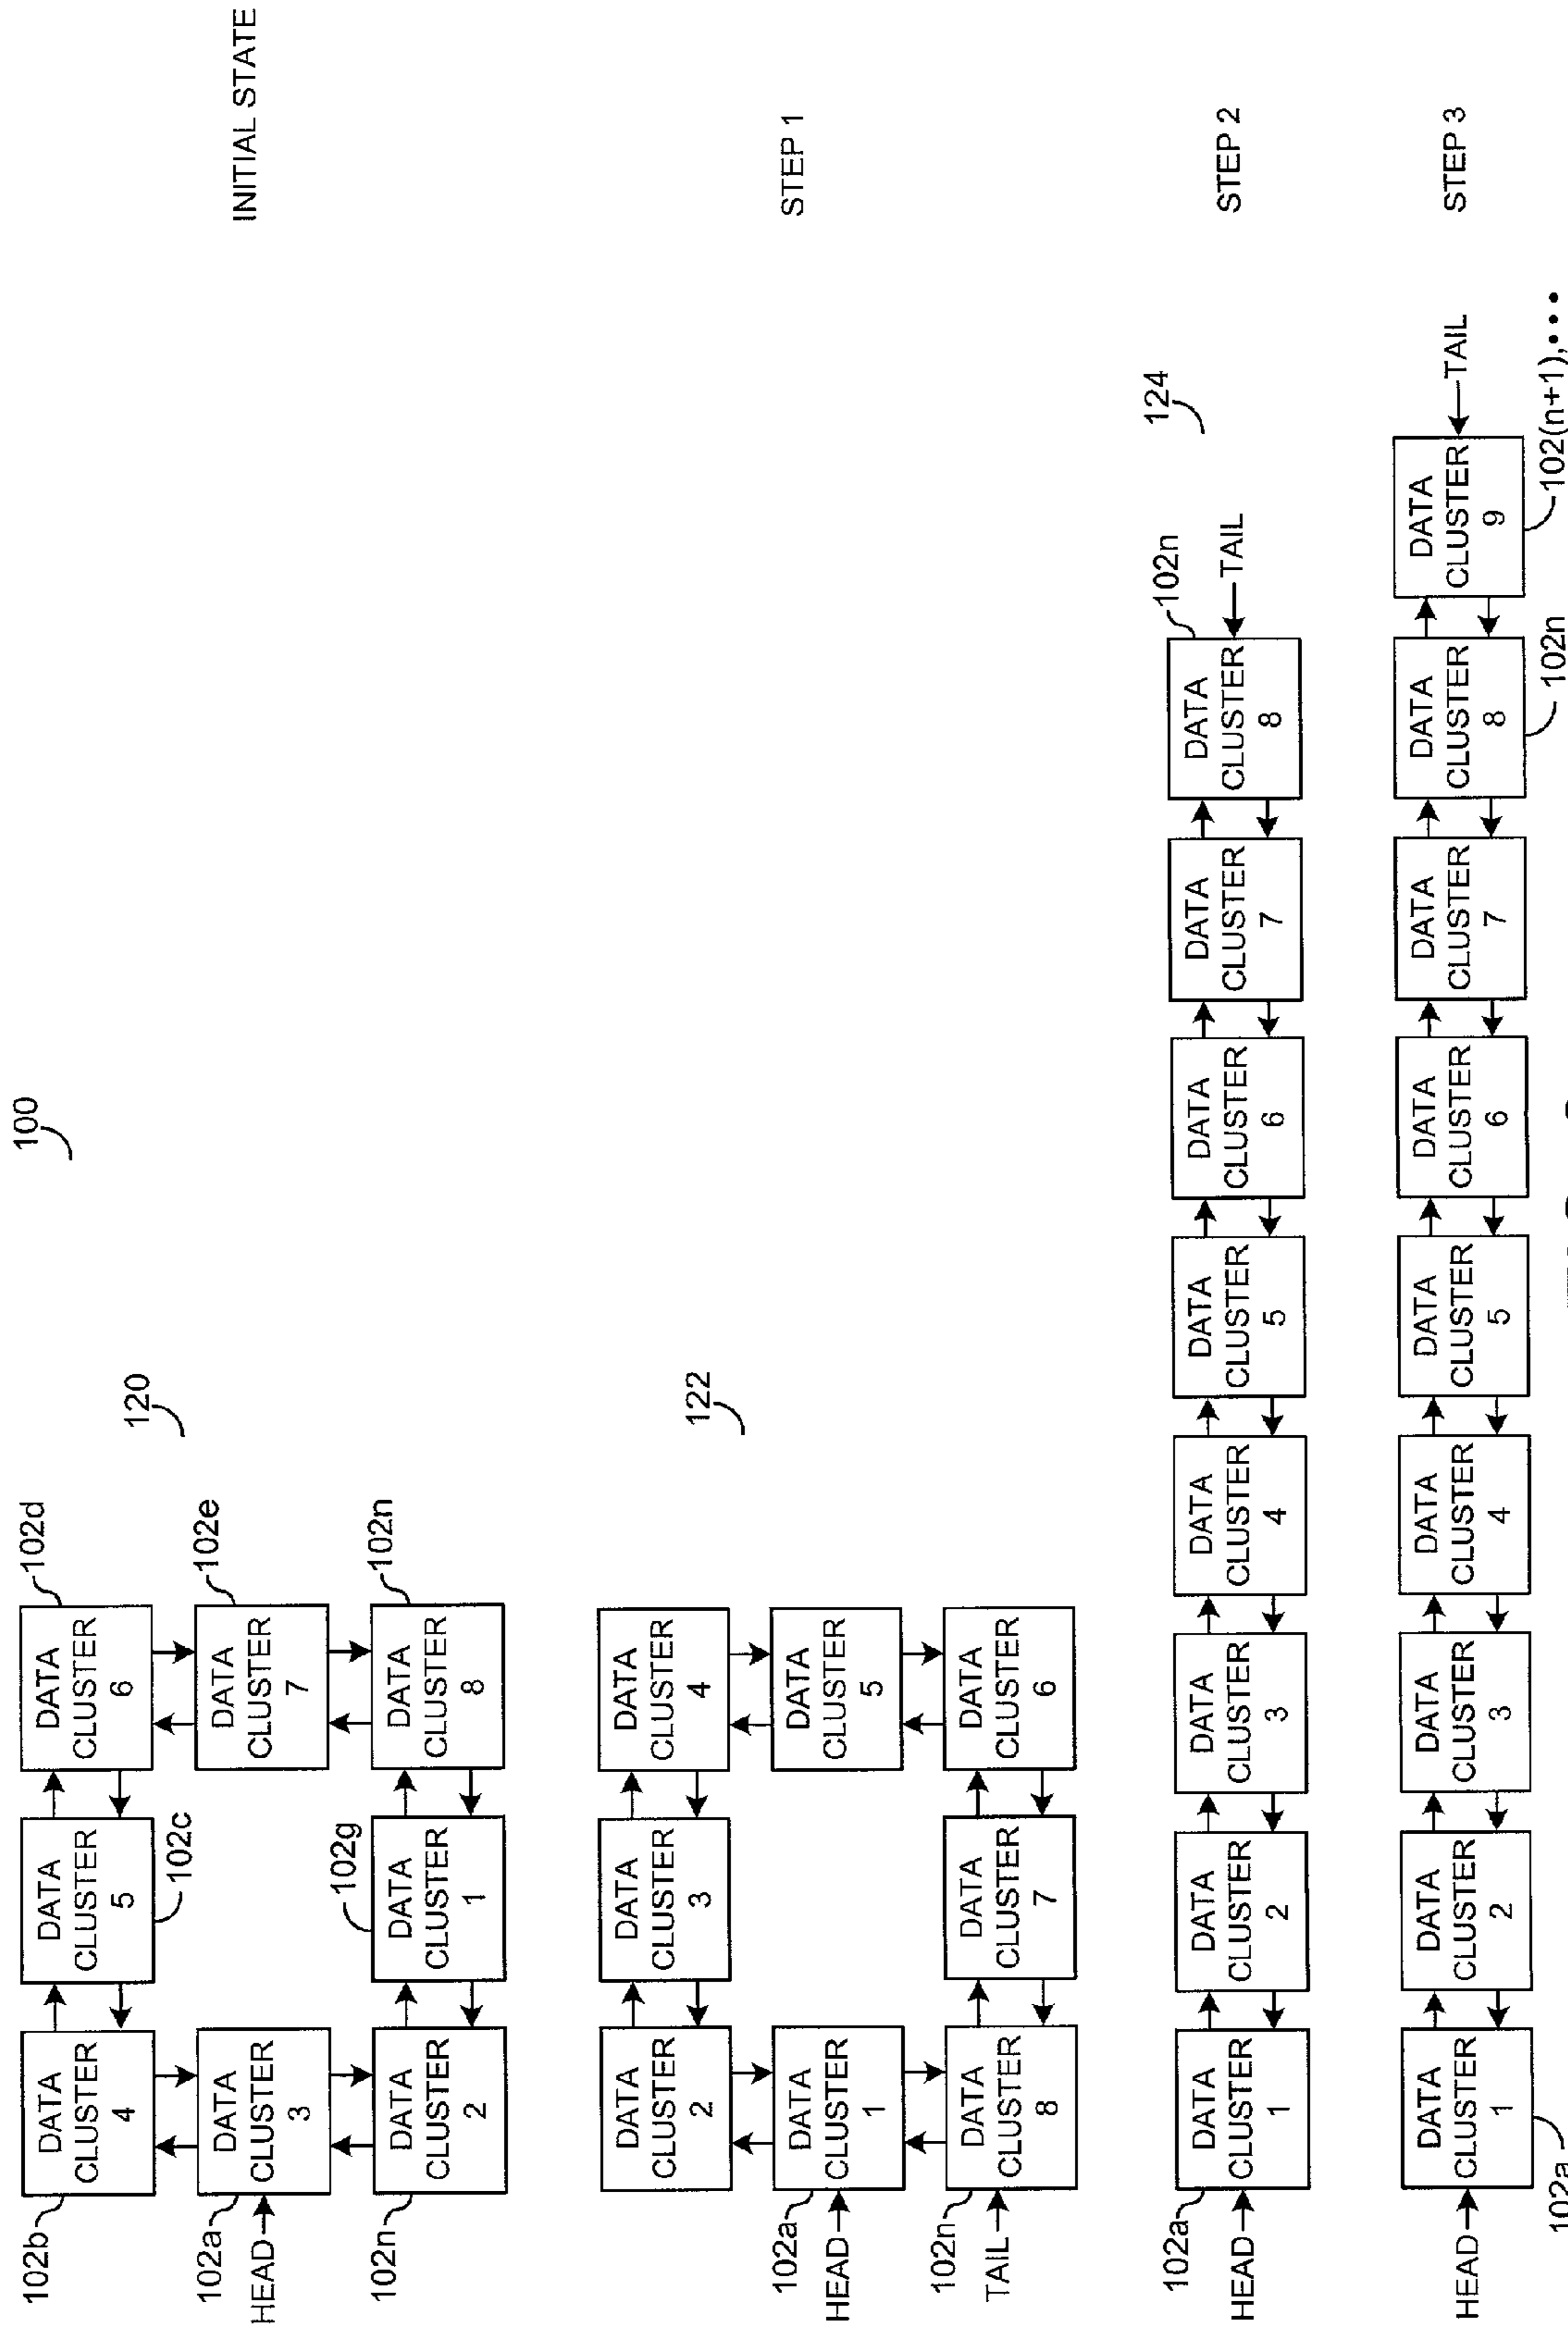 100
120
INITIAL STATE
102b
DATA
CLUSTER
4
DATA
CLUSTER
5
DATA
CLUSTER
6
102d
102c
102a
HEAD
DATA
CLUSTER
3
DATA
CLUSTER
7
102e
102g
102n
DATA
CLUSTER
2
DATA
CLUSTER
1
DATA
CLUSTER
8
102n
122
STEP 1
DATA
CLUSTER
2
DATA
CLUSTER
3
DATA
CLUSTER
4
102a
HEAD
DATA
CLUSTER
1
DATA
CLUSTER
5
102n
TAIL
DATA
CLUSTER
8
DATA
CLUSTER
7
DATA
CLUSTER
6
124
STEP 2
102a
HEAD
DATA
CLUSTER
1
DATA
CLUSTER
2
DATA
CLUSTER
3
DATA
CLUSTER
4
DATA
CLUSTER
5
DATA
CLUSTER
6
DATA
CLUSTER
7
DATA
CLUSTER
8
102n
TAIL
STEP 3
HEAD
DATA
CLUSTER
1
DATA
CLUSTER
2
DATA
CLUSTER
3
DATA
CLUSTER
4
DATA
CLUSTER
5
DATA
CLUSTER
6
DATA
CLUSTER
7
DATA
CLUSTER
8
DATA
CLUSTER
9
TAIL
102a
102n
102(n+1),•••